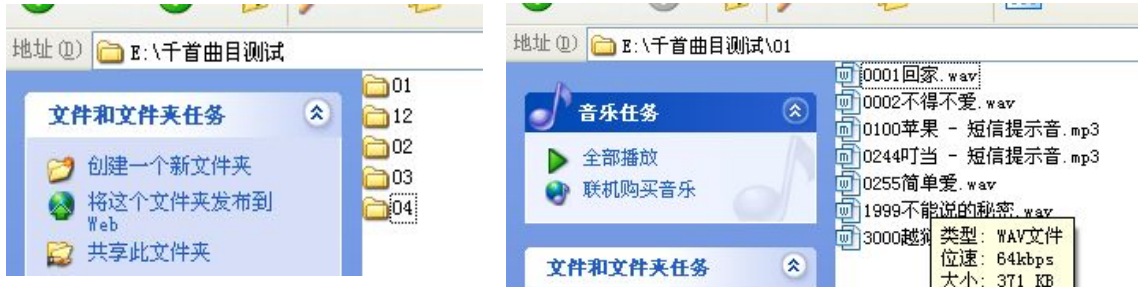 地址(D) E:\千首曲目测试
文件和文件夹任务
创建一个新文件夹
将这个文件夹发布到
Web
共享此文件夹
01
12
02
03
04
地址(D) E:\千首曲目测试\01
音乐任务
全部播放
联机购买音乐
文件和文件夹任务
0001回家.wav
0002不得不爱.wav
0100苹果 - 短信提示音.mp3
0244叮当 - 短信提示音.mp3
0255简单爱.wav
1999不能说的秘密.wav
3000越狱
类型: WAV文件
位速: 64kbps
大小: 371 KB